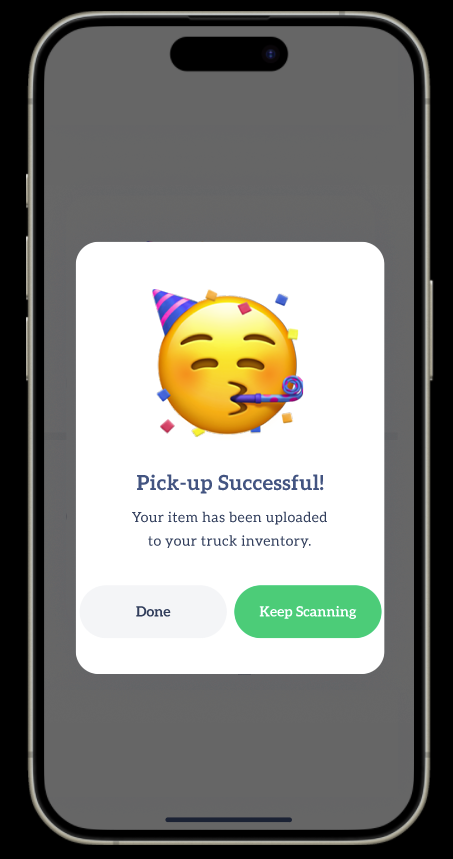 Pick-up Successful!
Your item has been uploaded
to your truck inventory.
Done
Keep Scanning